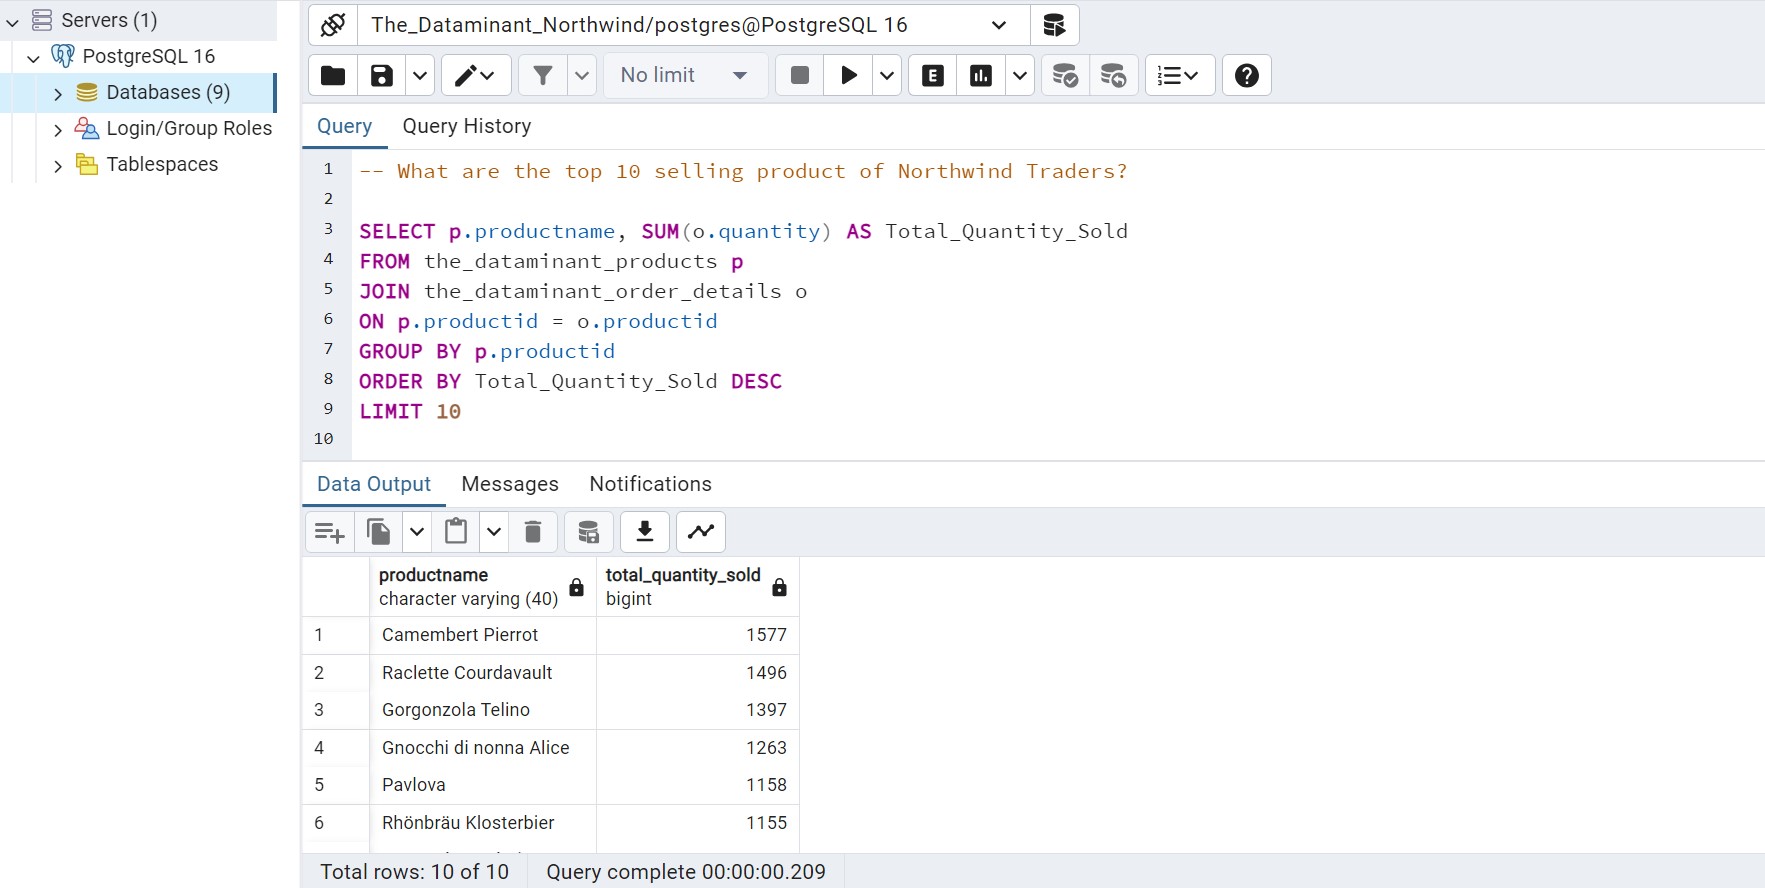 Servers (1)
PostgreSQL 16
Databases (9)
Login/Group Roles
Tablespaces
The_Dataminant_Northwind/postgres@PostgreSQL 16
No limit
E
Query
Query History
1 -- What are the top 10 selling product of Northwind Traders?
2
3 SELECT p.productname, SUM(o.quantity) AS Total_Quantity_Sold
4 FROM the_dataminant_products p
5 JOIN the_dataminant_order_details o
6 ON p.productid = o.productid
7 GROUP BY p.productid
8 ORDER BY Total_Quantity_Sold DESC
9 LIMIT 10
10
Data Output
Messages
Notifications
productname total_quantity_sold
character varying (40) bigint
1 Camembert Pierrot 1577
2 Raclette Courdavault 1496
3 Gorgonzola Telino 1397
4 Gnocchi di nonna Alice 1263
5 Pavlova 1158
6 Rhönbräu Klosterbier 1155
Total rows: 10 of 10
Query complete 00:00:00.209